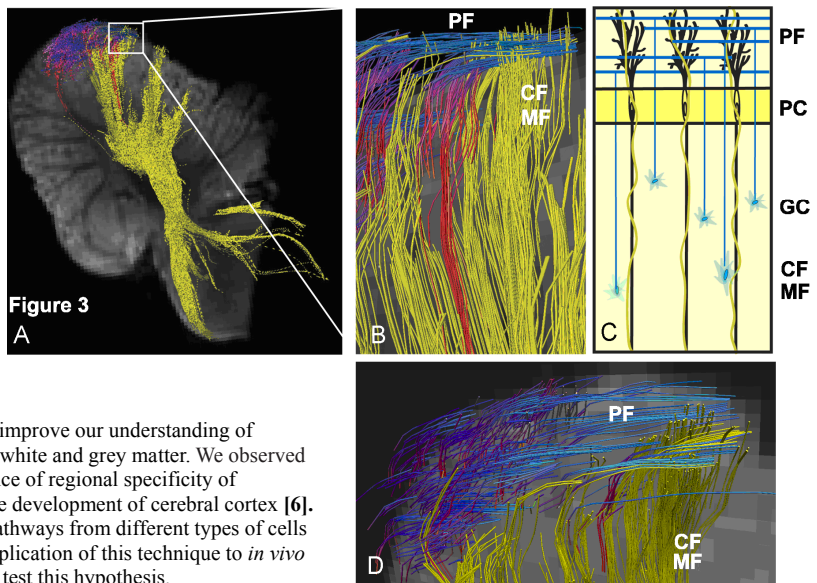 PF
CF
MF
Figure 3
A
B
C
PF
PC
GC
CF
MF
improve our understanding of
white and grey matter. We observed
ce of regional specificity of
e development of cerebral cortex [6].
athways from different types of cells
plication of this technique to in vivo
test this hypothesis.
PF
CF
MF
D